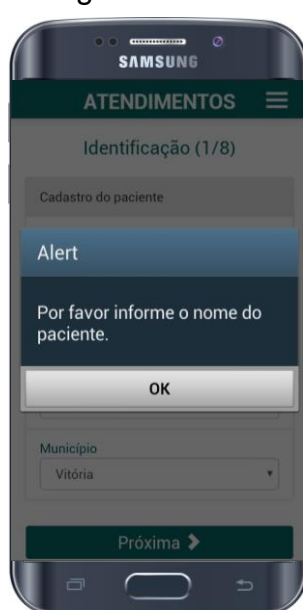 SAMSUNG
ATENDIMENTOS
Identificação (1/8)
Cadastro do paciente
Alert
Por favor informe o nome do
paciente.
OK
Município
Vitória
Próxima